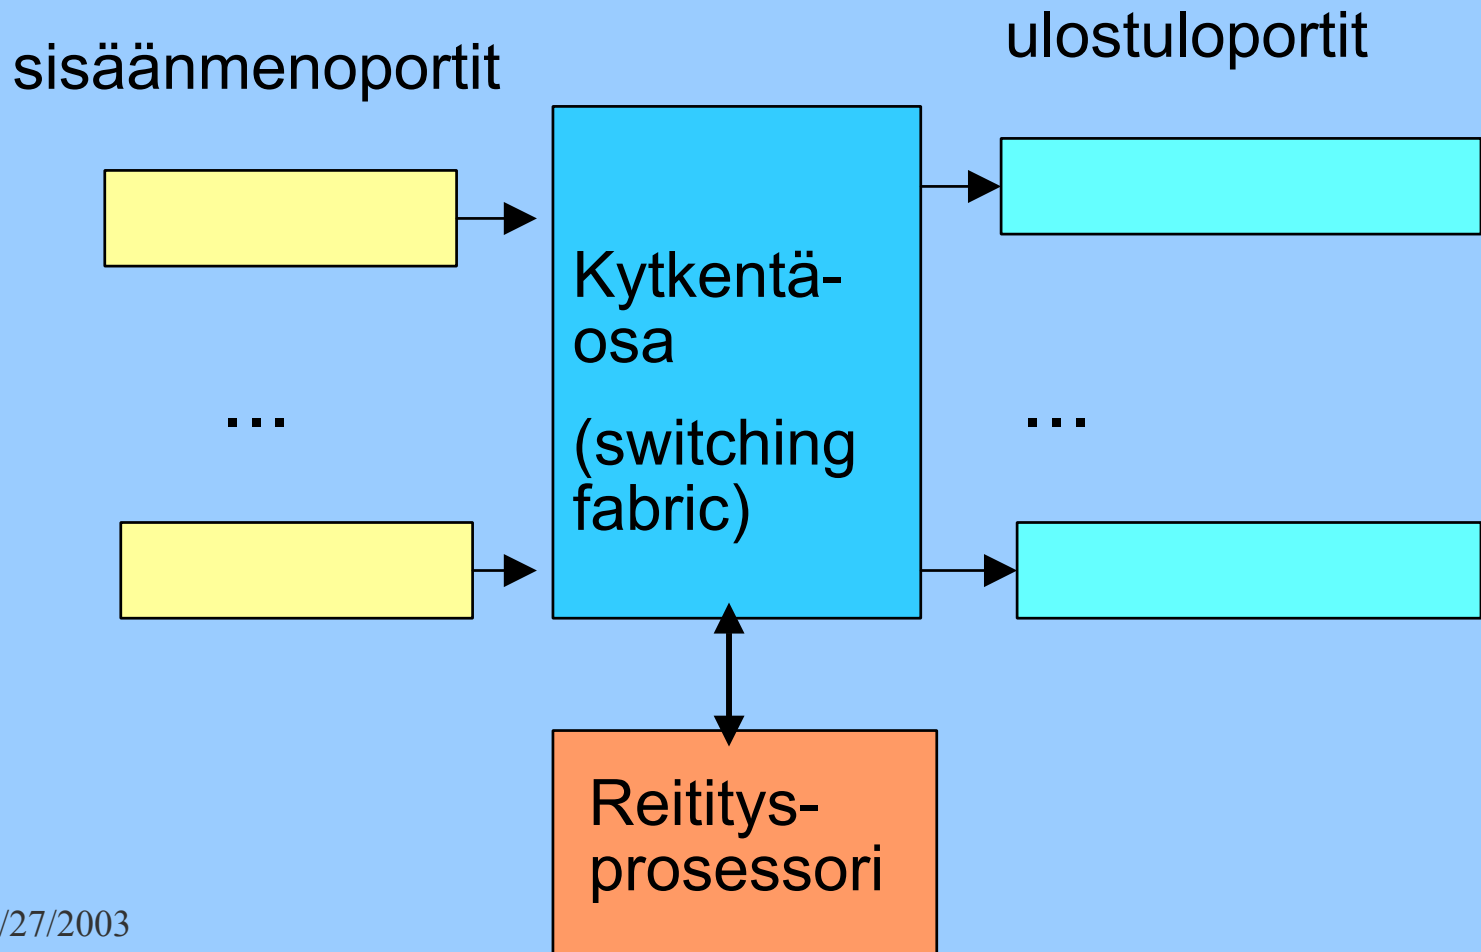 sisäänmenoportit
ulostuloportit
Kytkentä-
osa
(switching
fabric)
...
...
Reititys-
prosessori
/27/2003